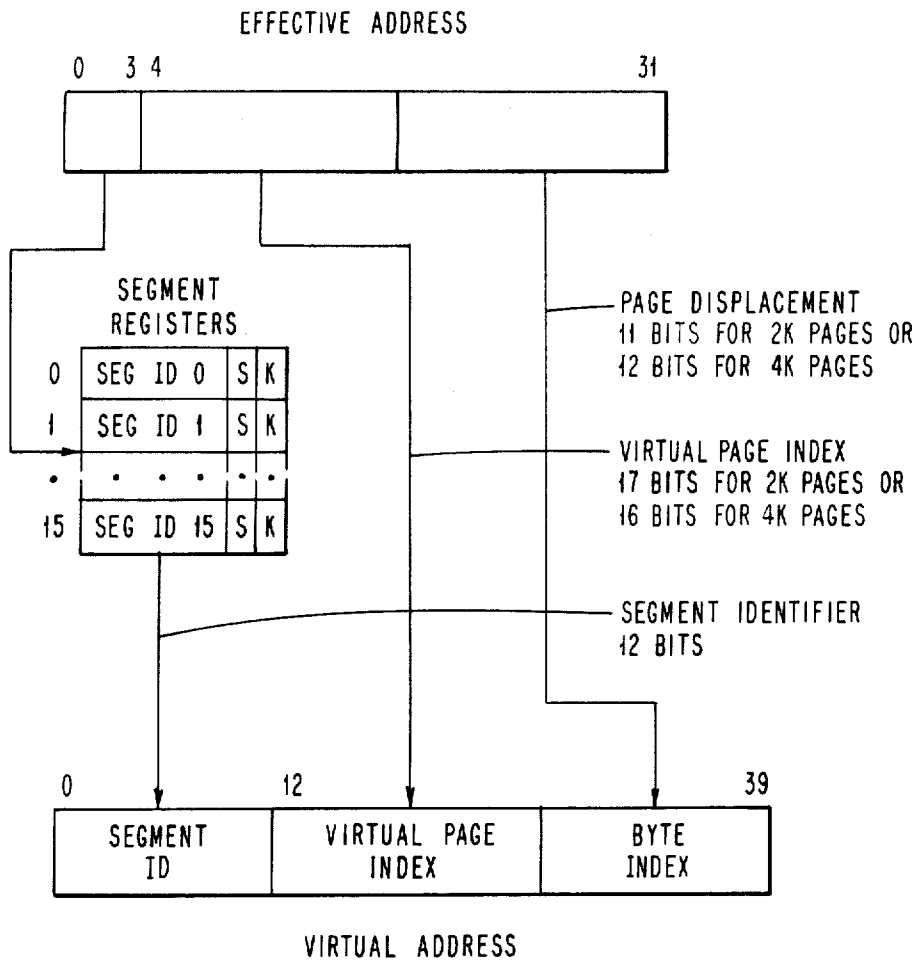 EFFECTIVE ADDRESS
0 3 4 31
SEGMENT
REGISTERS
0 SEG ID 0 S K
1 SEG ID 1 S K
• • • • • •
15 SEG ID 15 S K
PAGE DISPLACEMENT
11 BITS FOR 2K PAGES OR
12 BITS FOR 4K PAGES
VIRTUAL PAGE INDEX
17 BITS FOR 2K PAGES OR
16 BITS FOR 4K PAGES
SEGMENT IDENTIFIER
12 BITS
0 12 39
SEGMENT
ID
VIRTUAL PAGE
INDEX
BYTE
INDEX
VIRTUAL ADDRESS